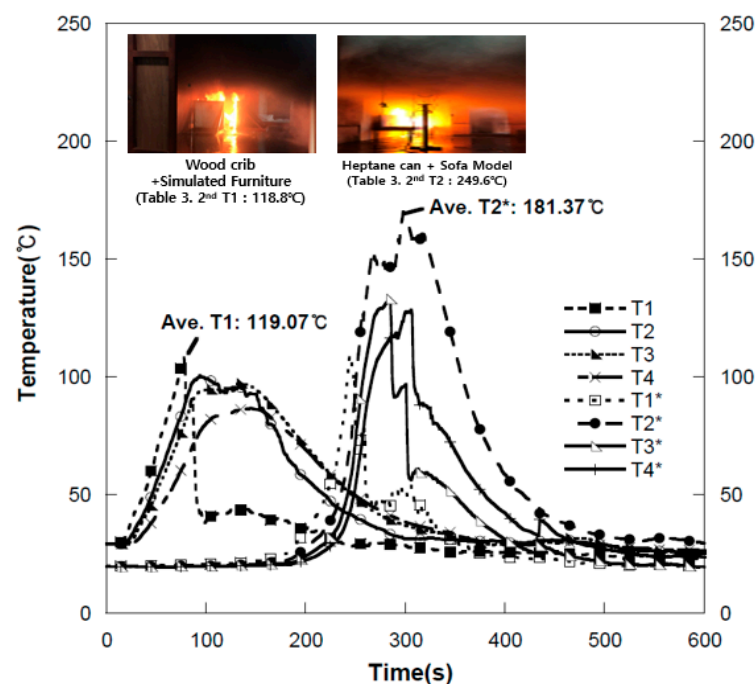 250
200
150
100
50
0
Temperature(℃)
250
200
150
100
50
0
Wood crib
+Simulated Furniture
(Table 3. 2nd T1 : 118.8℃)
Heptane can + Sofa Model
(Table 3. 2nd T2 : 249.6℃)
Ave. T2*: 181.37℃
Ave. T1: 119.07℃
T1
T2
T3
T4
T1*
T2*
T3*
T4*
0 100 200 300 400 500 600
Time(s)